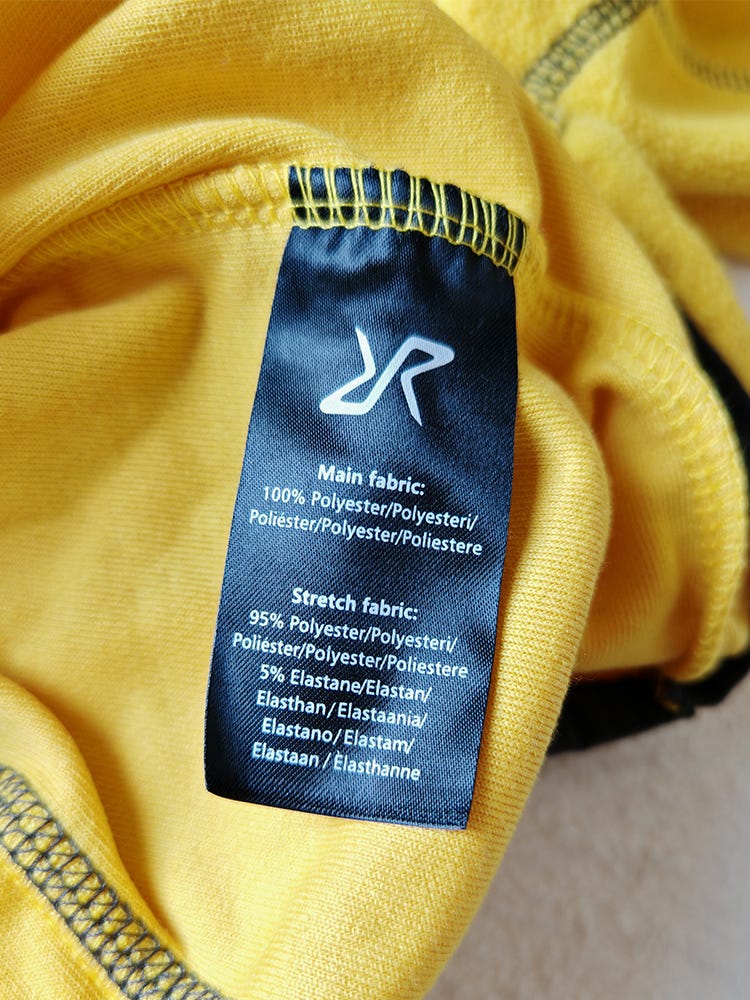 Main fabric:
100% Polyester/Polyesteri/
Poliéster/Polyester/Poliestere
Stretch fabric:
95% Polyester/Polyesteri/
Poliéster/Polyester/Poliestere
5% Elastane/Elastan/
Elasthan/Elastaania/
Elastano/Elastam/
Elastaan / Elasthanne